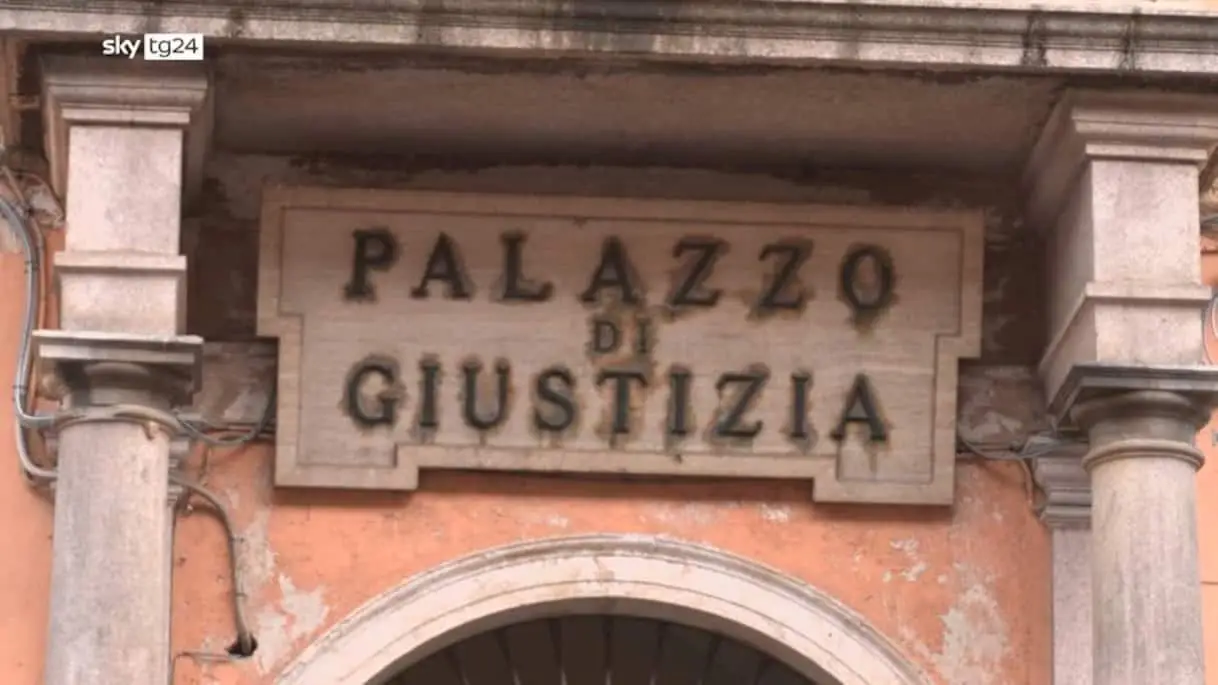 sky tg24
PALAZZO
DI
GIUSTIZIA